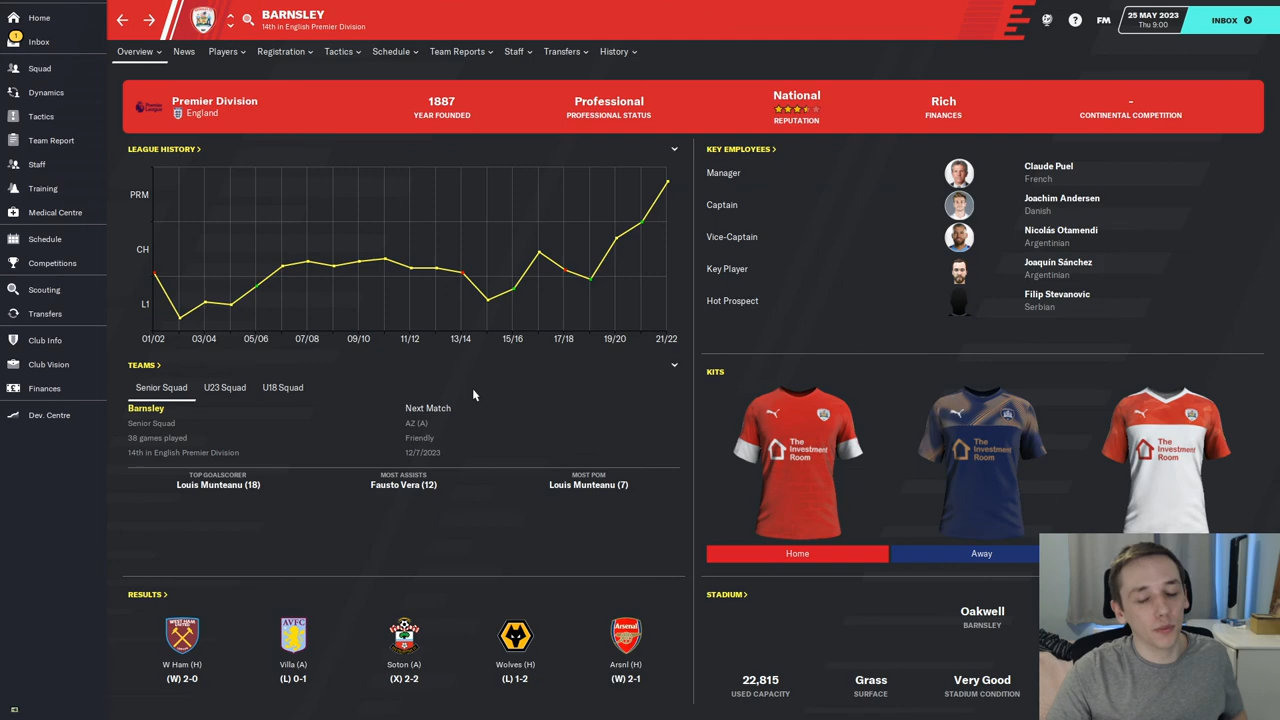 Home
1
Inbox
Squad
Dynamics
Tactics
Team Report
Staff
Training
Medical Centre
Schedule
Competitions
Scouting
Transfers
Club Info
Club Vision
Finances
Dev. Centre
BARNSLEY
14th in English Premier Division
?
FM
25 MAY 2023
Thu 9:00
INBOX
Overview
News
Players
Registration
Tactics
Schedule
Team Reports
Staff
Transfers
History
Premier Division
England
1887
YEAR FOUNDED
Professional
PROFESSIONAL STATUS
National
REPUTATION
Rich
FINANCES
-
CONTINENTAL COMPETITION
LEAGUE HISTORY >
PRM
CH
L1
01/02 03/04 05/06 07/08 09/10 11/12 13/14 15/16 17/18 19/20 21/22
TEAMS >
Senior Squad U23 Squad U18 Squad
Barnsley
Senior Squad
38 games played
14th in English Premier Division
Next Match
AZ (A)
Friendly
12/7/2023
TOP GOALSCORER
Louis Munteanu (18)
MOST ASSISTS
Fausto Vera (12)
MOST POM
Louis Munteanu (7)
RESULTS >
WEST HAM UNITED
LONDON
AVFC
Arsenal
W Ham (H)
(W) 2-0
Villa (A)
(L) 0-1
Soton (A)
(X) 2-2
Wolves (H)
(L) 1-2
Arsnl (H)
(W) 2-1
KEY EMPLOYEES >
Manager
Claude Puel
French
Captain
Joachim Andersen
Danish
Vice-Captain
Nicolás Otamendi
Argentinian
Key Player
Joaquín Sánchez
Argentinian
Hot Prospect
Filip Stevanovic
Serbian
KITS
The
Investment
Room
The
Investment
Room
The
Investment
Room
Home
Away
STADIUM >
Oakwell
BARNSLEY
22,815
USED CAPACITY
Grass
SURFACE
Very Good
STADIUM CONDITION